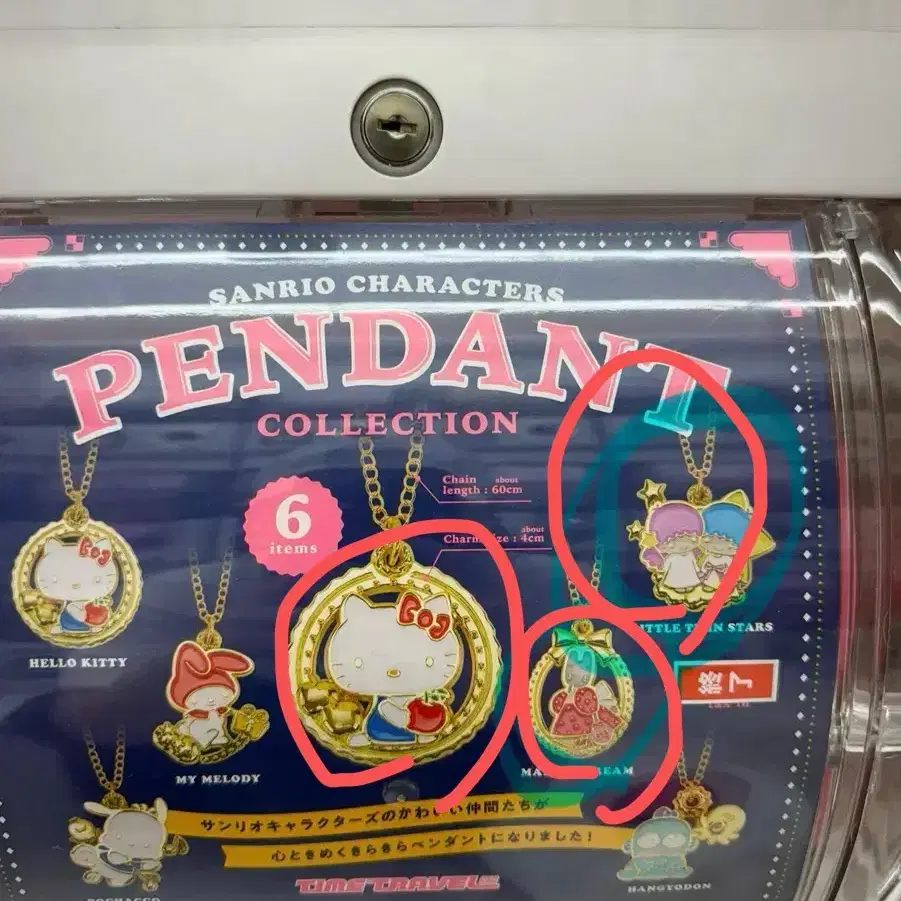 SANRIO CHARACTERS
PENDANT
COLLECTION
6
items
Chain about
length : 60cm
about
Charm size : 4cm
HELLO KITTY
MY MELODY
LITTLE TWIN STARS
終了
サンリオキャラクターズのかわいい仲間たちが
心ときめくきらきらペンダントになりました!
TIME TRAVELS
POCHACCO
HANGYODON